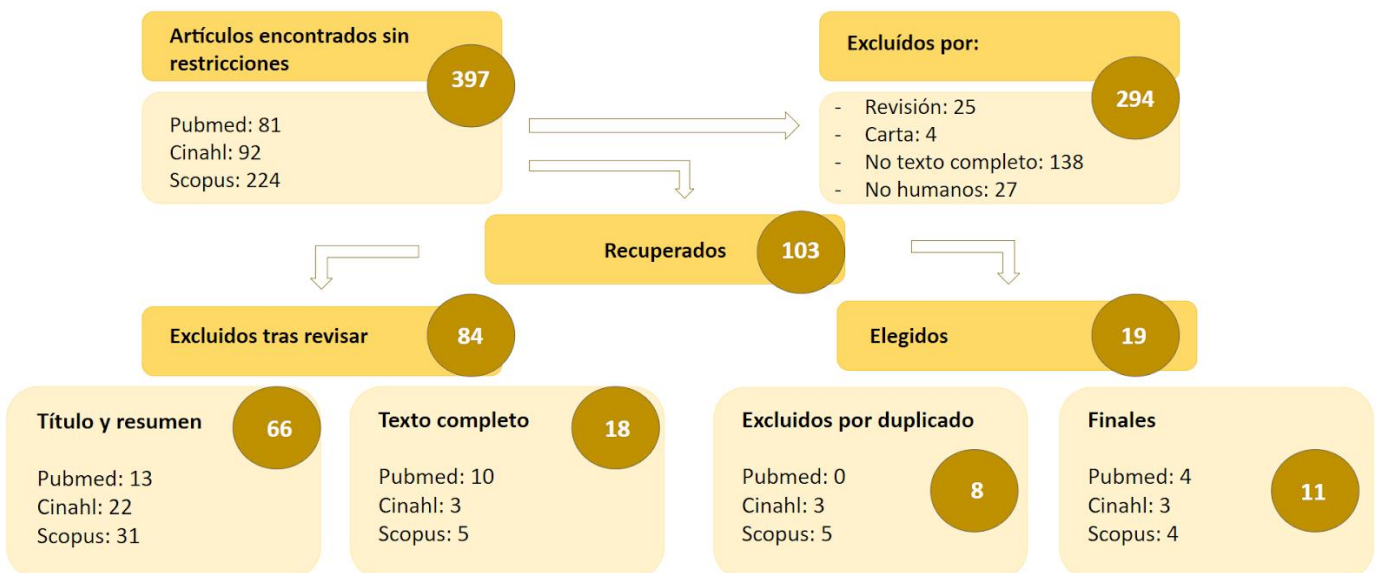 Artículos encontrados sin
restricciones
397
Pubmed: 81
Cinahl: 92
Scopus: 224
Excluídos por:
294
- Revisión: 25
- Carta: 4
- No texto completo: 138
- No humanos: 27
Recuperados
103
Excluidos tras revisar
84
Elegidos
19
Título y resumen
66
Pubmed: 13
Cinahl: 22
Scopus: 31
Texto completo
18
Pubmed: 10
Cinahl: 3
Scopus: 5
Excluidos por duplicado
8
Pubmed: 0
Cinahl: 3
Scopus: 5
Finales
11
Pubmed: 4
Cinahl: 3
Scopus: 4